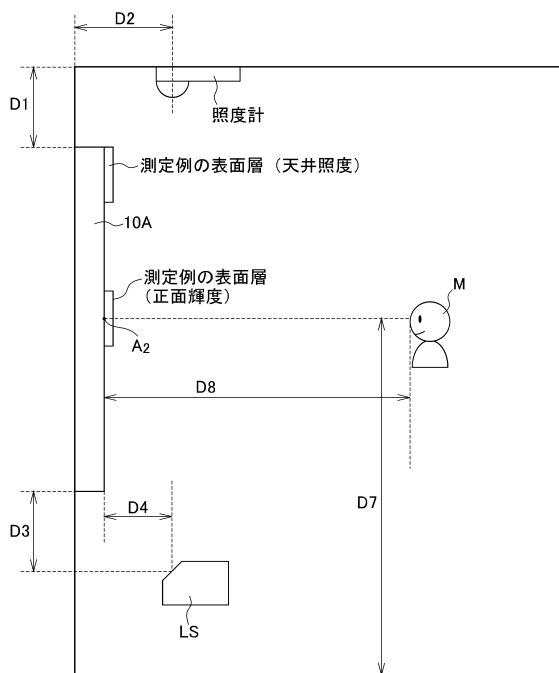 D2
D1
照度計
測定例の表面層（天井照度）
10A
測定例の表面層
（正面輝度）
M
A2
D8
D7
D4
D3
LS